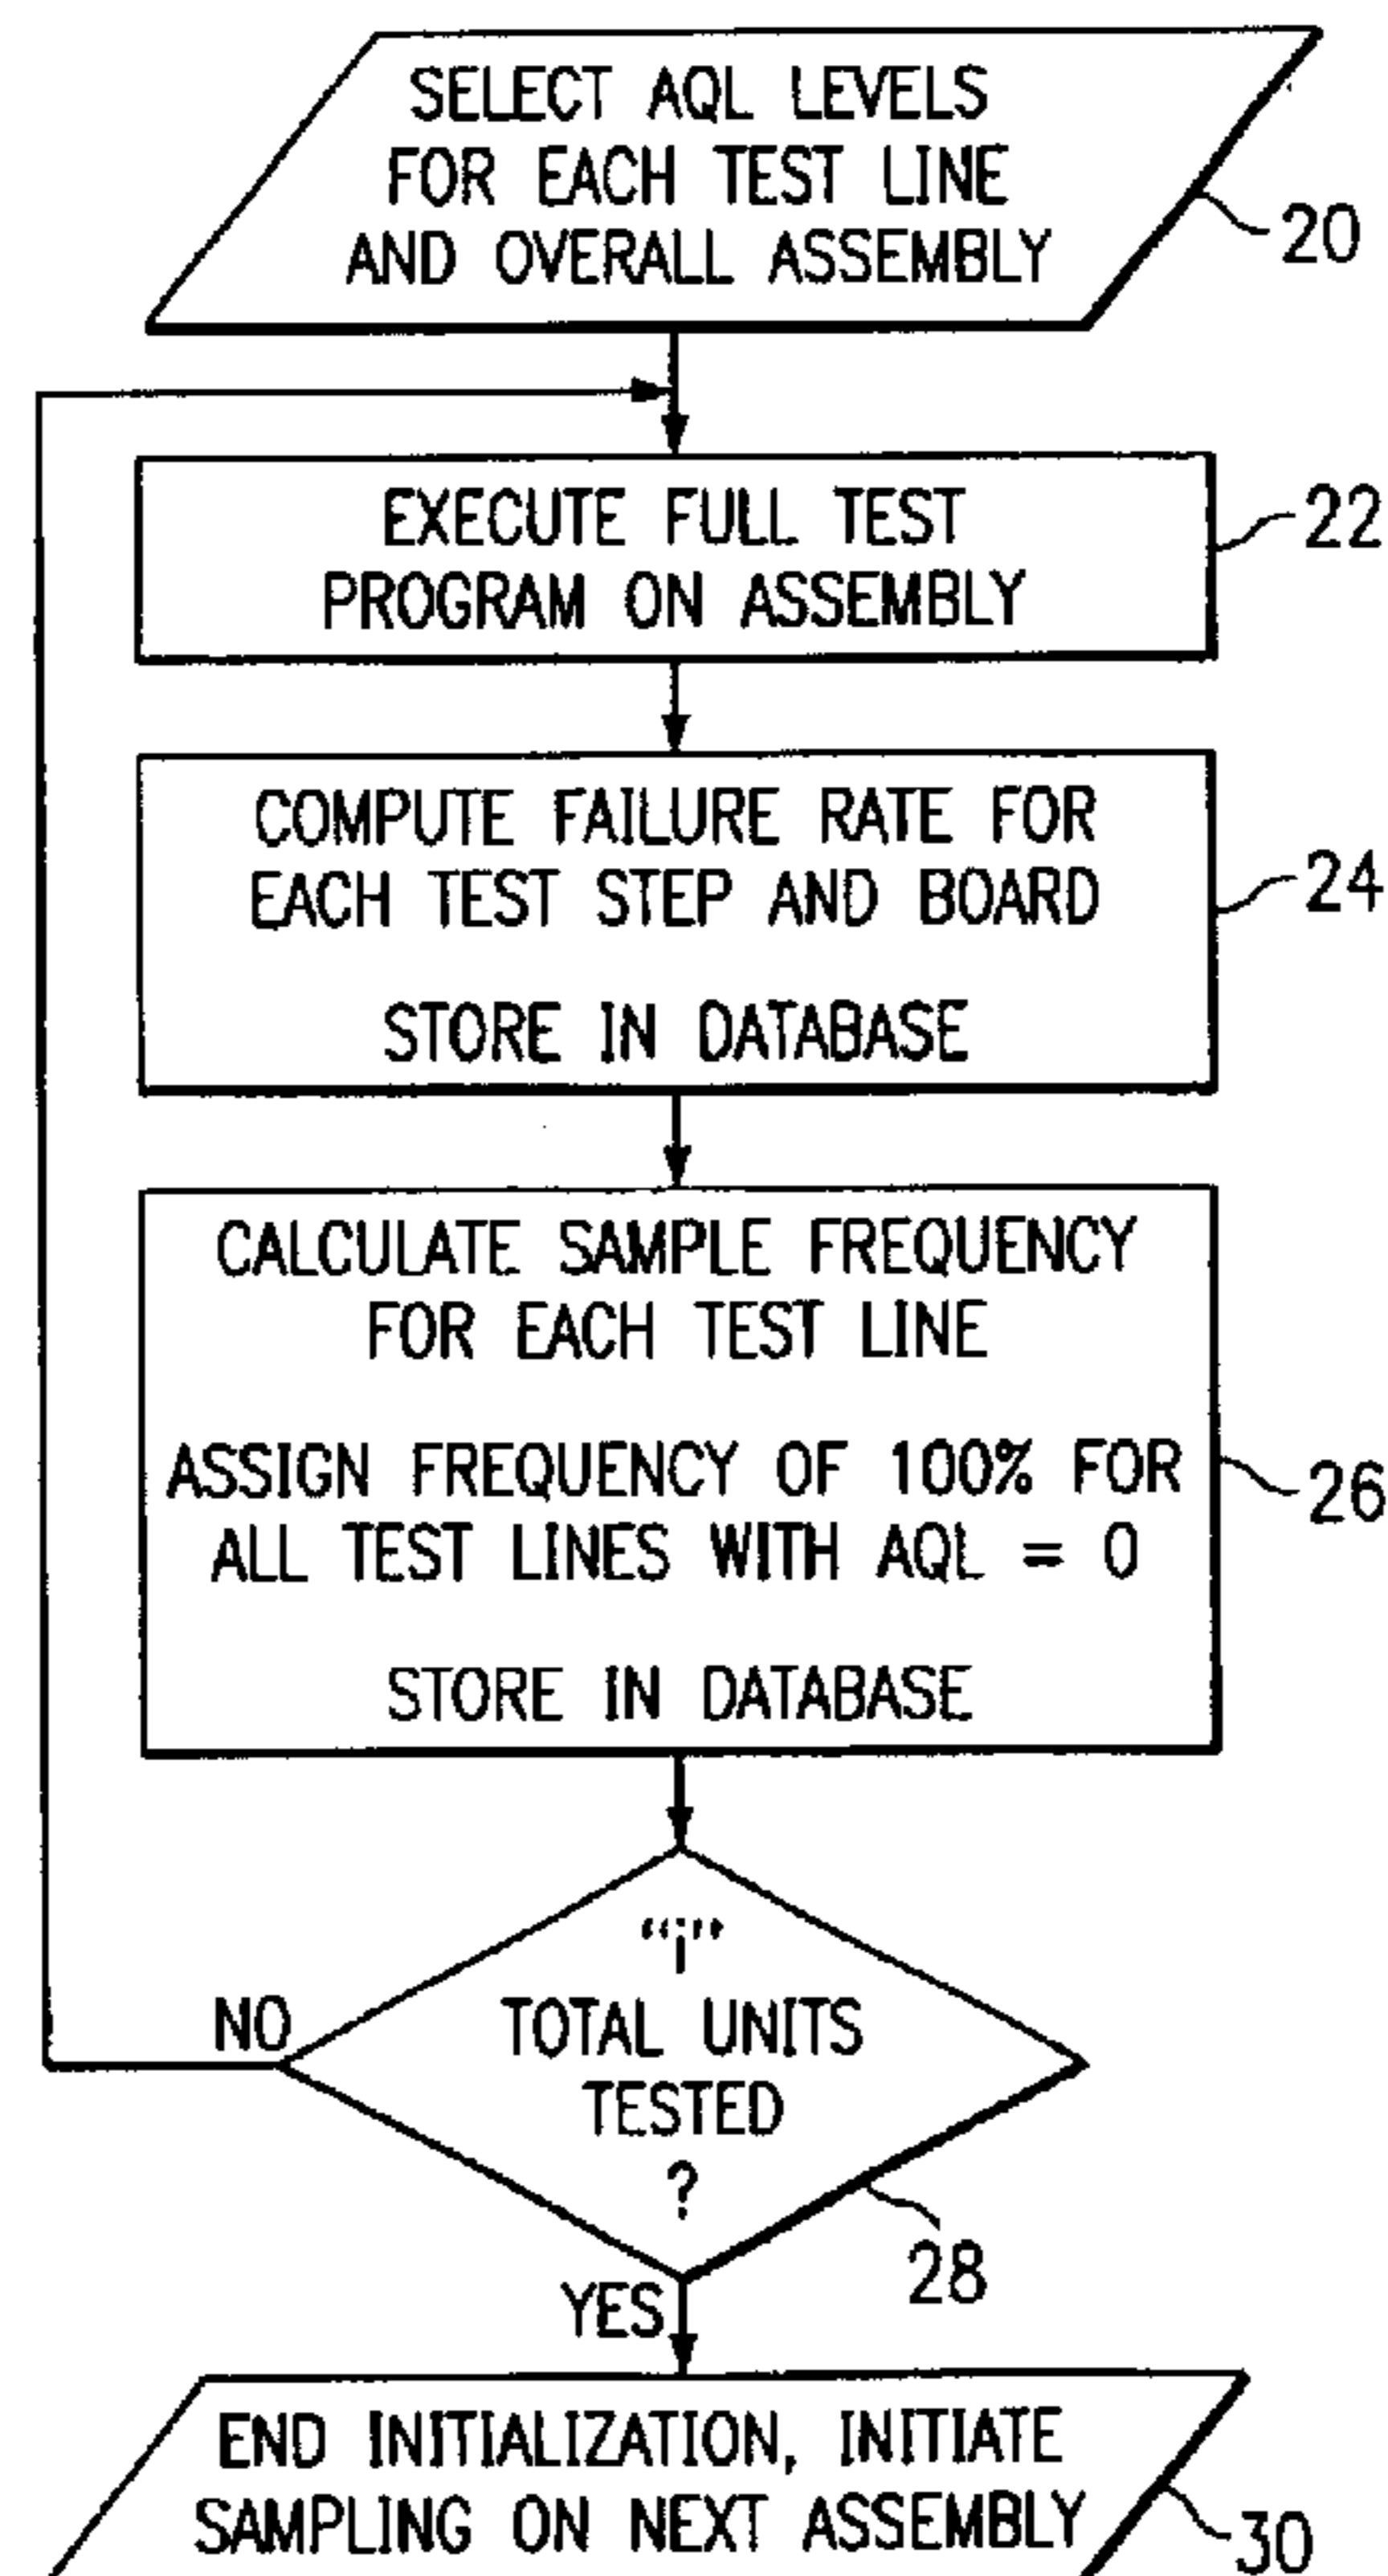 SELECT AQL LEVELS
FOR EACH TEST LINE
AND OVERALL ASSEMBLY
20
EXECUTE FULL TEST
PROGRAM ON ASSEMBLY
22
COMPUTE FAILURE RATE FOR
EACH TEST STEP AND BOARD
STORE IN DATABASE
24
CALCULATE SAMPLE FREQUENCY
FOR EACH TEST LINE
ASSIGN FREQUENCY OF 100% FOR
ALL TEST LINES WITH AQL = 0
STORE IN DATABASE
26
"i"
TOTAL UNITS
TESTED
?
NO
28
YES
END INITIALIZATION, INITIATE
SAMPLING ON NEXT ASSEMBLY
30